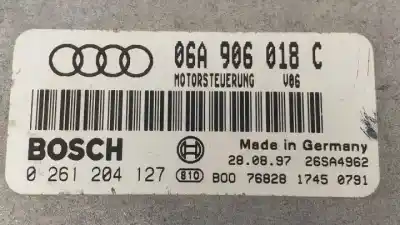 06A 906 018 C
MOTORSTEUERUNG V06
BOSCH
Made in Germany
28.08.97 26SA4962
0 261 204 127 810 B00 76828 1745 0791